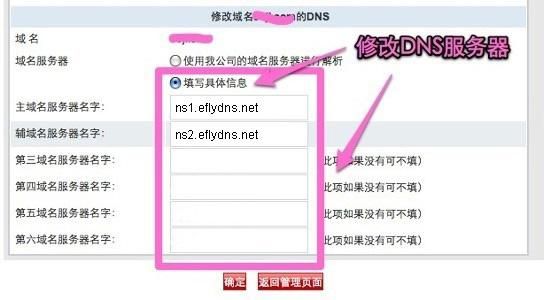 修改域名 .com的DNS
域 名
修改DNS服务器
域名服务器
使用我公司的域名服务器进行解析
填写具体信息
主域名服务器名字:
ns1.eflydns.net
辅域名服务器名字:
ns2.eflydns.net
第三域名服务器名字:
此项如果没有可不填)
第四域名服务器名字:
此项如果没有可不填)
第五域名服务器名字:
此项如果没有可不填)
第六域名服务器名字:
此项如果没有可不填)
确定
返回管理页面